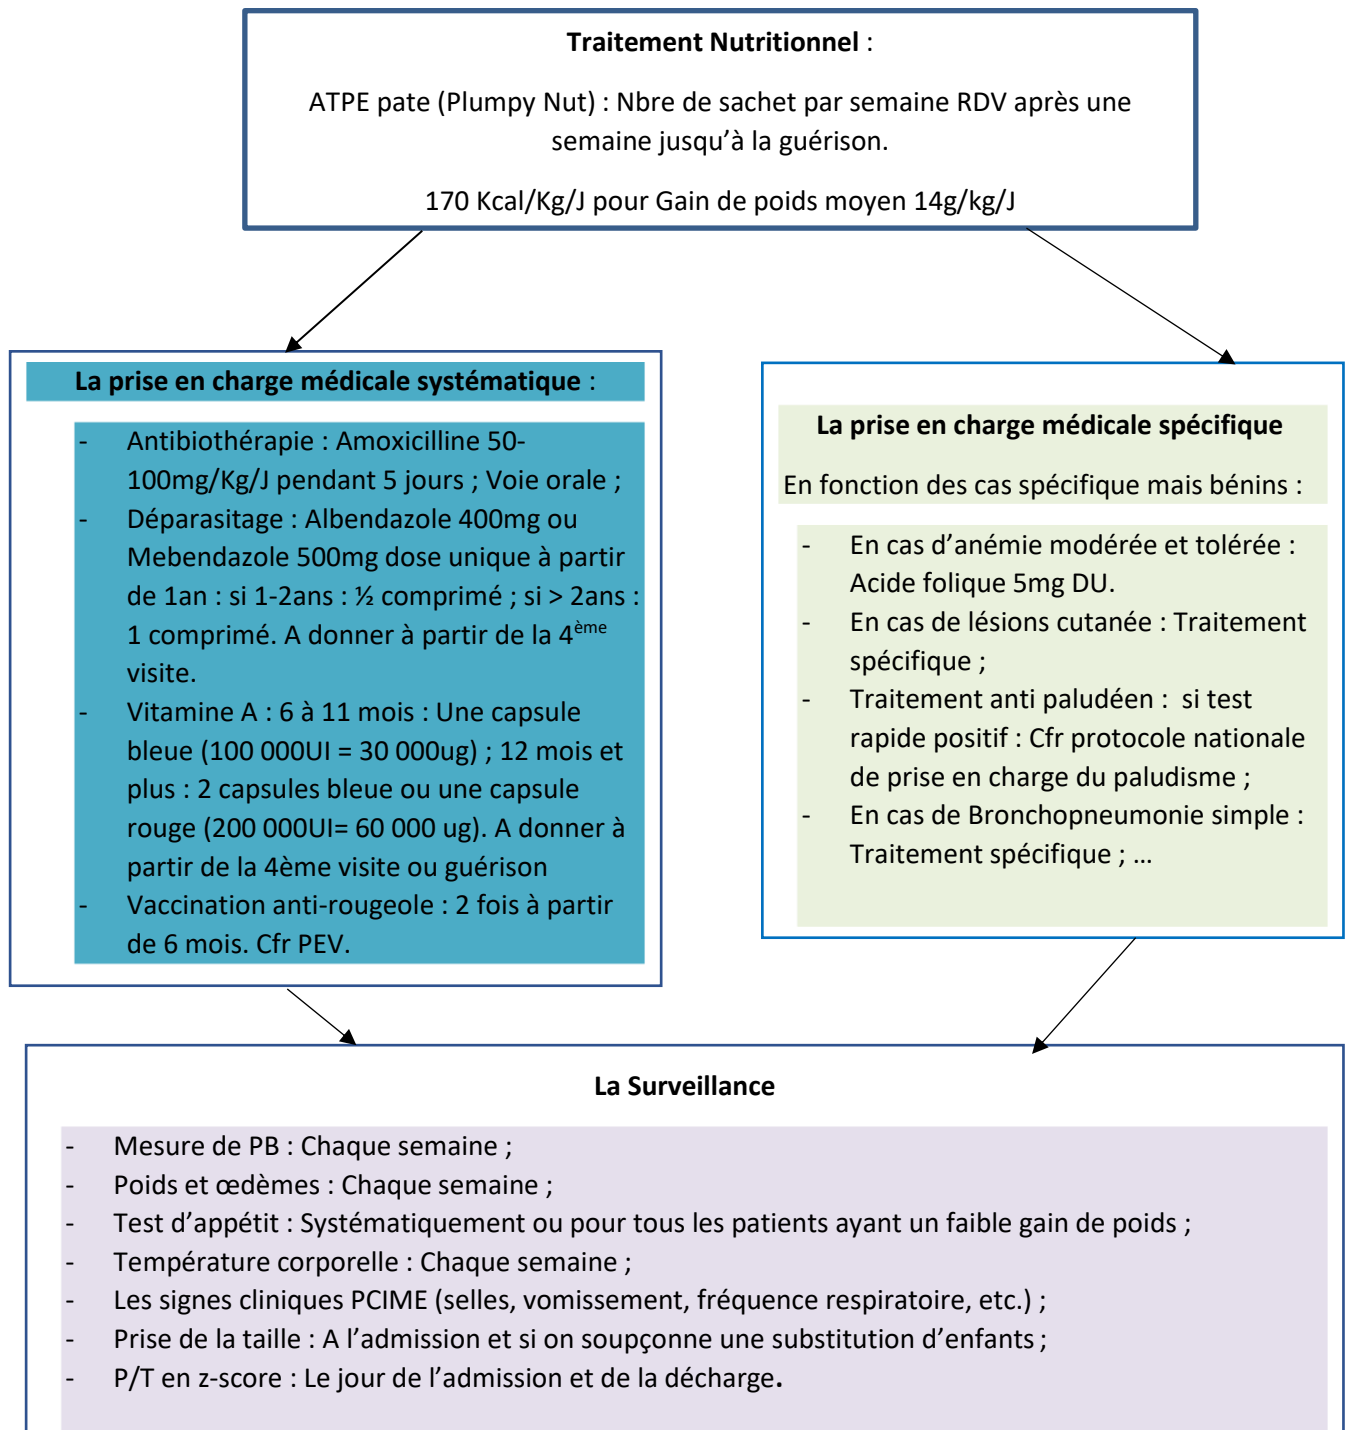 Traitement Nutritionnel :
ATPE pate (Plumpy Nut) : Nbre de sachet par semaine RDV après une
semaine jusqu’à la guérison.
170 Kcal/Kg/J pour Gain de poids moyen 14g/kg/J
La prise en charge médicale systématique :
- Antibiothérapie : Amoxicilline 50-
100mg/Kg/J pendant 5 jours ; Voie orale ;
- Déparasitage : Albendazole 400mg ou
Mebendazole 500mg dose unique à partir
de 1an : si 1-2ans : ½ comprimé ; si > 2ans :
1 comprimé. A donner à partir de la 4ème
visite.
- Vitamine A : 6 à 11 mois : Une capsule
bleue (100 000UI = 30 000ug) ; 12 mois et
plus : 2 capsules bleue ou une capsule
rouge (200 000UI= 60 000 ug). A donner à
partir de la 4ème visite ou guérison
- Vaccination anti-rougeole : 2 fois à partir
de 6 mois. Cfr PEV.
La prise en charge médicale spécifique
En fonction des cas spécifique mais bénins :
- En cas d’anémie modérée et tolérée :
Acide folique 5mg DU.
- En cas de lésions cutanée : Traitement
spécifique ;
- Traitement anti paludéen : si test
rapide positif : Cfr protocole nationale
de prise en charge du paludisme ;
- En cas de Bronchopneumonie simple :
Traitement spécifique ; …
La Surveillance
- Mesure de PB : Chaque semaine ;
- Poids et œdèmes : Chaque semaine ;
- Test d’appétit : Systématiquement ou pour tous les patients ayant un faible gain de poids ;
- Température corporelle : Chaque semaine ;
- Les signes cliniques PCIME (selles, vomissement, fréquence respiratoire, etc.) ;
- Prise de la taille : A l’admission et si on soupçonne une substitution d’enfants ;
- P/T en z-score : Le jour de l’admission et de la décharge.